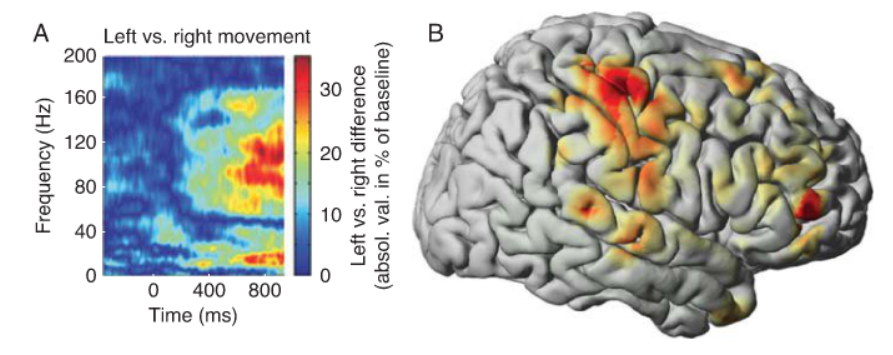 A
Left vs. right movement
200
160
120
80
40
0
Frequency (Hz)
0 400 800
Time (ms)
30
20
10
0
Left vs. right difference
(absol. val. in % of baseline)
B